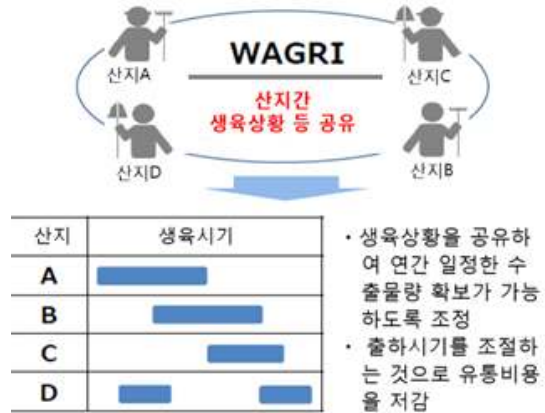 산지A
WAGRI
산지C
산지간
생육상황 등 공유
산지D
산지B
산지 생육시기
A
B
C
D
・생육상황을 공유하
여 연간 일정한 수
출물량 확보가 가능
하도록 조정
・ 출하시기를 조절하
는 것으로 유통비용
을 저감